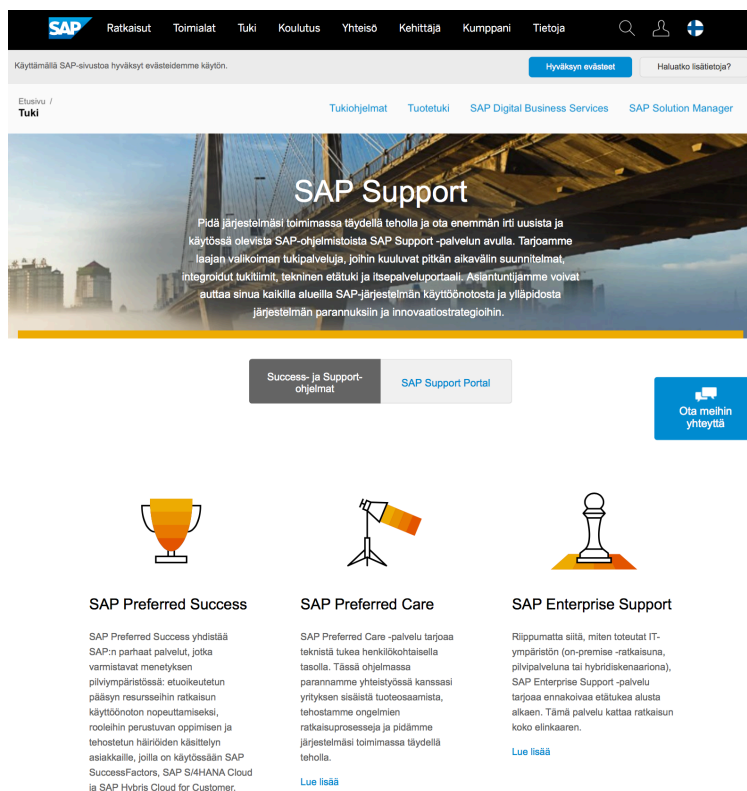 SAP Ratkaisut Toimialat Tuki Koulutus Yhteisö Kehittäjä Kumppani Tietoja
Käyttämällä SAP-sivustoa hyväksyt evästeidemme käytön. Hyväksyn evästeet Haluatko lisätietoja?
Etusivu /
Tuki
Tukiohjelmat Tuotetuki SAP Digital Business Services SAP Solution Manager
SAP Support
Pidä järjestelmäsi toimimassa täydellä teholla ja ota enemmän irti uusista ja
käytössä olevista SAP-ohjelmistoista SAP Support -palvelun avulla. Tarjoamme
laajan valikoiman tukipalveluja, joihin kuuluvat pitkän aikavälin suunnitelmat,
integroidut tukitiimit, tekninen etätuki ja itsepalveluportaali. Asiantuntijamme voivat
auttaa sinua kaikilla alueilla SAP-järjestelmän käyttöönotosta ja ylläpidosta
järjestelmän parannuksiin ja innovaatiostrategioihin.
Success- ja Support-
ohjelmat
SAP Support Portal
Ota meihin
yhteyttä
SAP Preferred Success
SAP Preferred Success yhdistää
SAP:n parhaat palvelut, jotka
varmistavat menetyksen
pilviympäristössä: etuoikeutetun
pääsyn resursseihin ratkaisun
käyttöönoton nopeuttamiseksi,
rooleihin perustuvan oppimisen ja
tehostetun häiriöiden käsittelyn
asiakkaille, joilla on käytössään SAP
SuccessFactors, SAP S/4HANA Cloud
ja SAP Hybris Cloud for Customer.
SAP Preferred Care
SAP Preferred Care -palvelu tarjoaa
teknistä tukea henkilökohtaisella
tasolla. Tässä ohjelmassa
parannamme yhteistyössä kanssasi
yrityksen sisäistä tuoteosaamista,
tehostamme ongelmien
ratkaisuprosesseja ja pidämme
järjestelmäsi toimimassa täydellä
teholla.
Lue lisää
SAP Enterprise Support
Riippumatta siitä, miten toteutat IT-
ympäristön (on-premise -ratkaisuna,
pilvipalveluna tai hybridiskenaariona),
SAP Enterprise Support -palvelu
tarjoaa ennakoivaa etätukea alusta
alkaen. Tämä palvelu kattaa ratkaisun
koko elinkaaren.
Lue lisää